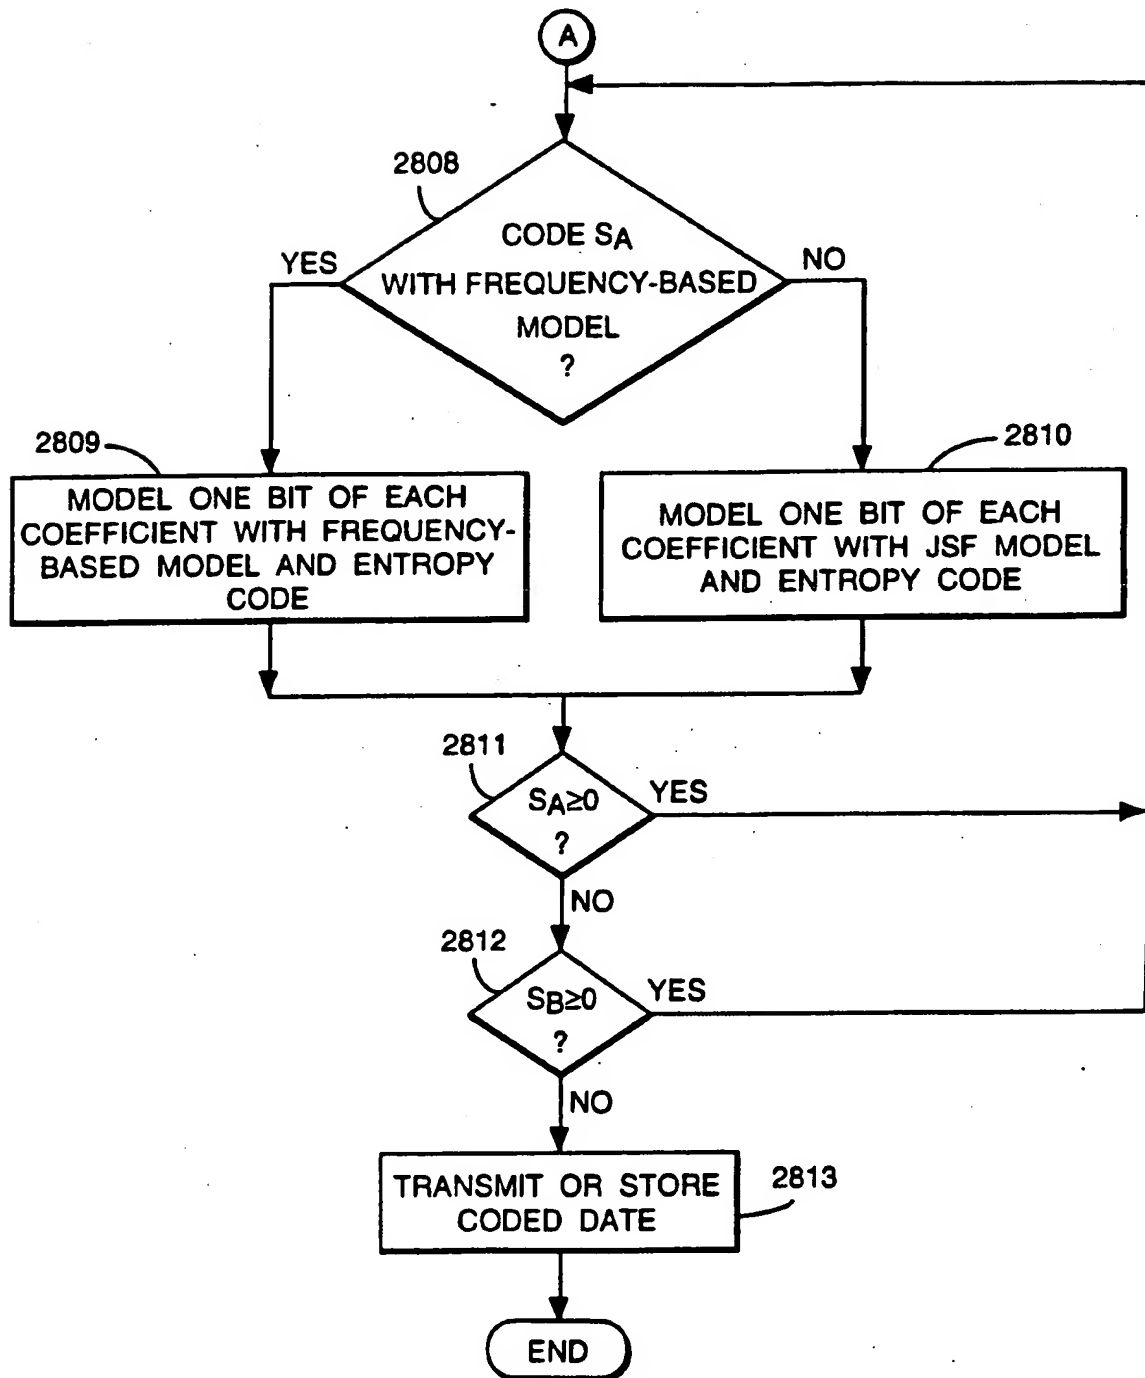 A
2808
CODE SA
WITH FREQUENCY-BASED
MODEL
?
YES
NO
2809
MODEL ONE BIT OF EACH
COEFFICIENT WITH FREQUENCY-
BASED MODEL AND ENTROPY
CODE
2810
MODEL ONE BIT OF EACH
COEFFICIENT WITH JSF MODEL
AND ENTROPY CODE
2811
SA≥0
?
YES
NO
2812
SB≥0
?
YES
NO
TRANSMIT OR STORE
CODED DATE
2813
END